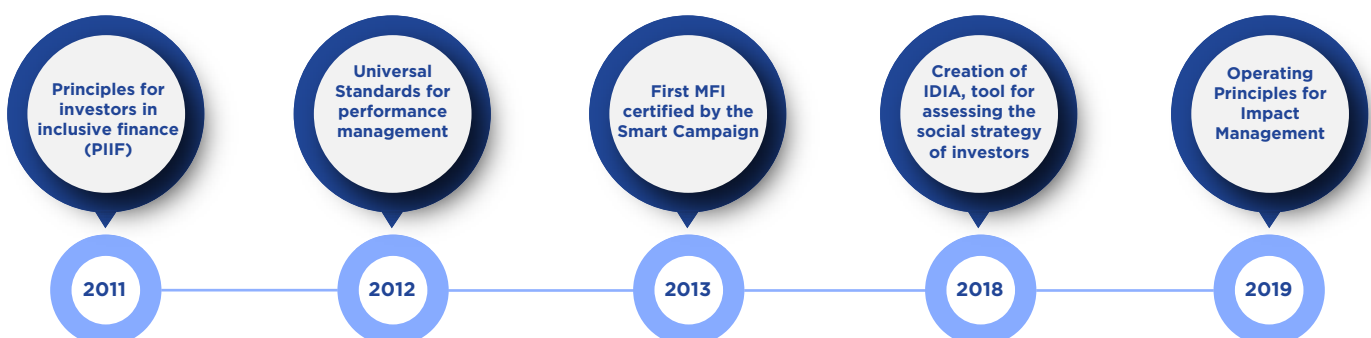 Principles for
investors in
inclusive finance
(PIIF)
Universal
Standards for
performance
management
First MFI
certified by the
Smart Campaign
Creation of
IDIA, tool for
assessing the
social strategy
of investors
Operating
Principles for
Impact
Management
2011
2012
2013
2018
2019